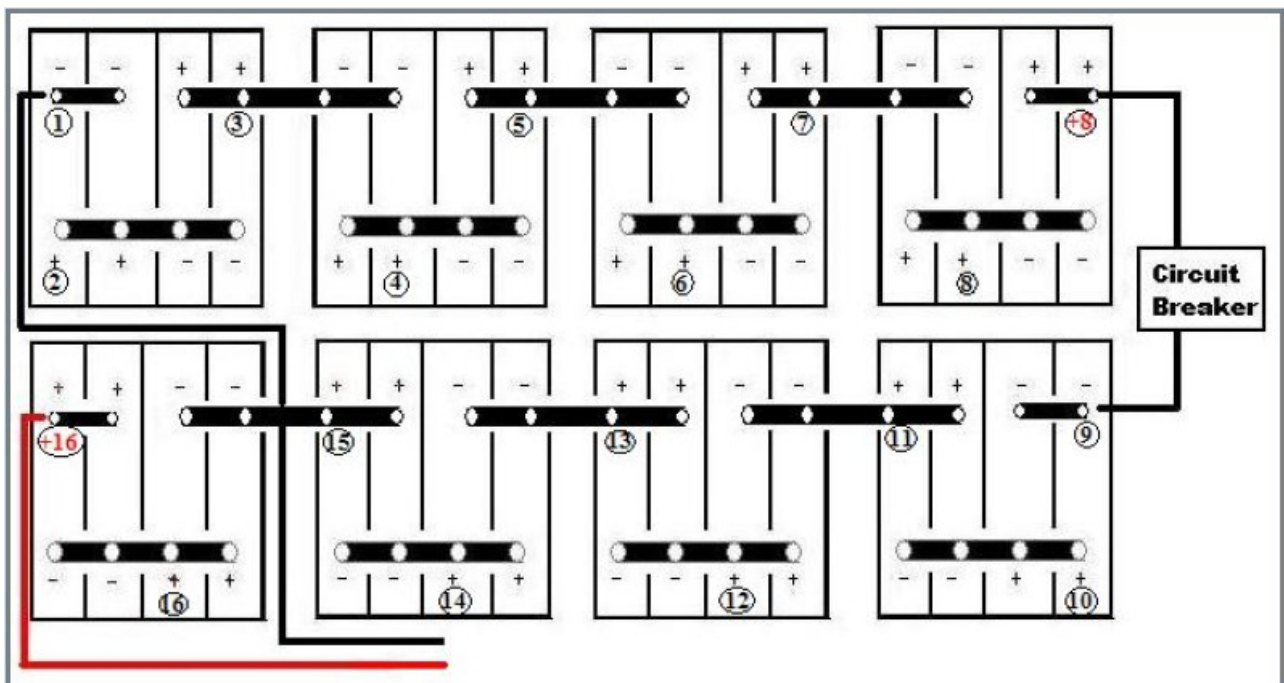 - - + + - - + + - - + + - - + +
1 3 5 7 +8
+ + - - + + - - + + - - + + - -
2 4 6 8
Circuit
Breaker
+ + - - + + - - + + - - + + - -
+16 15 13 11 9
- - + + - - + + - - + + - - + +
16 14 12 10